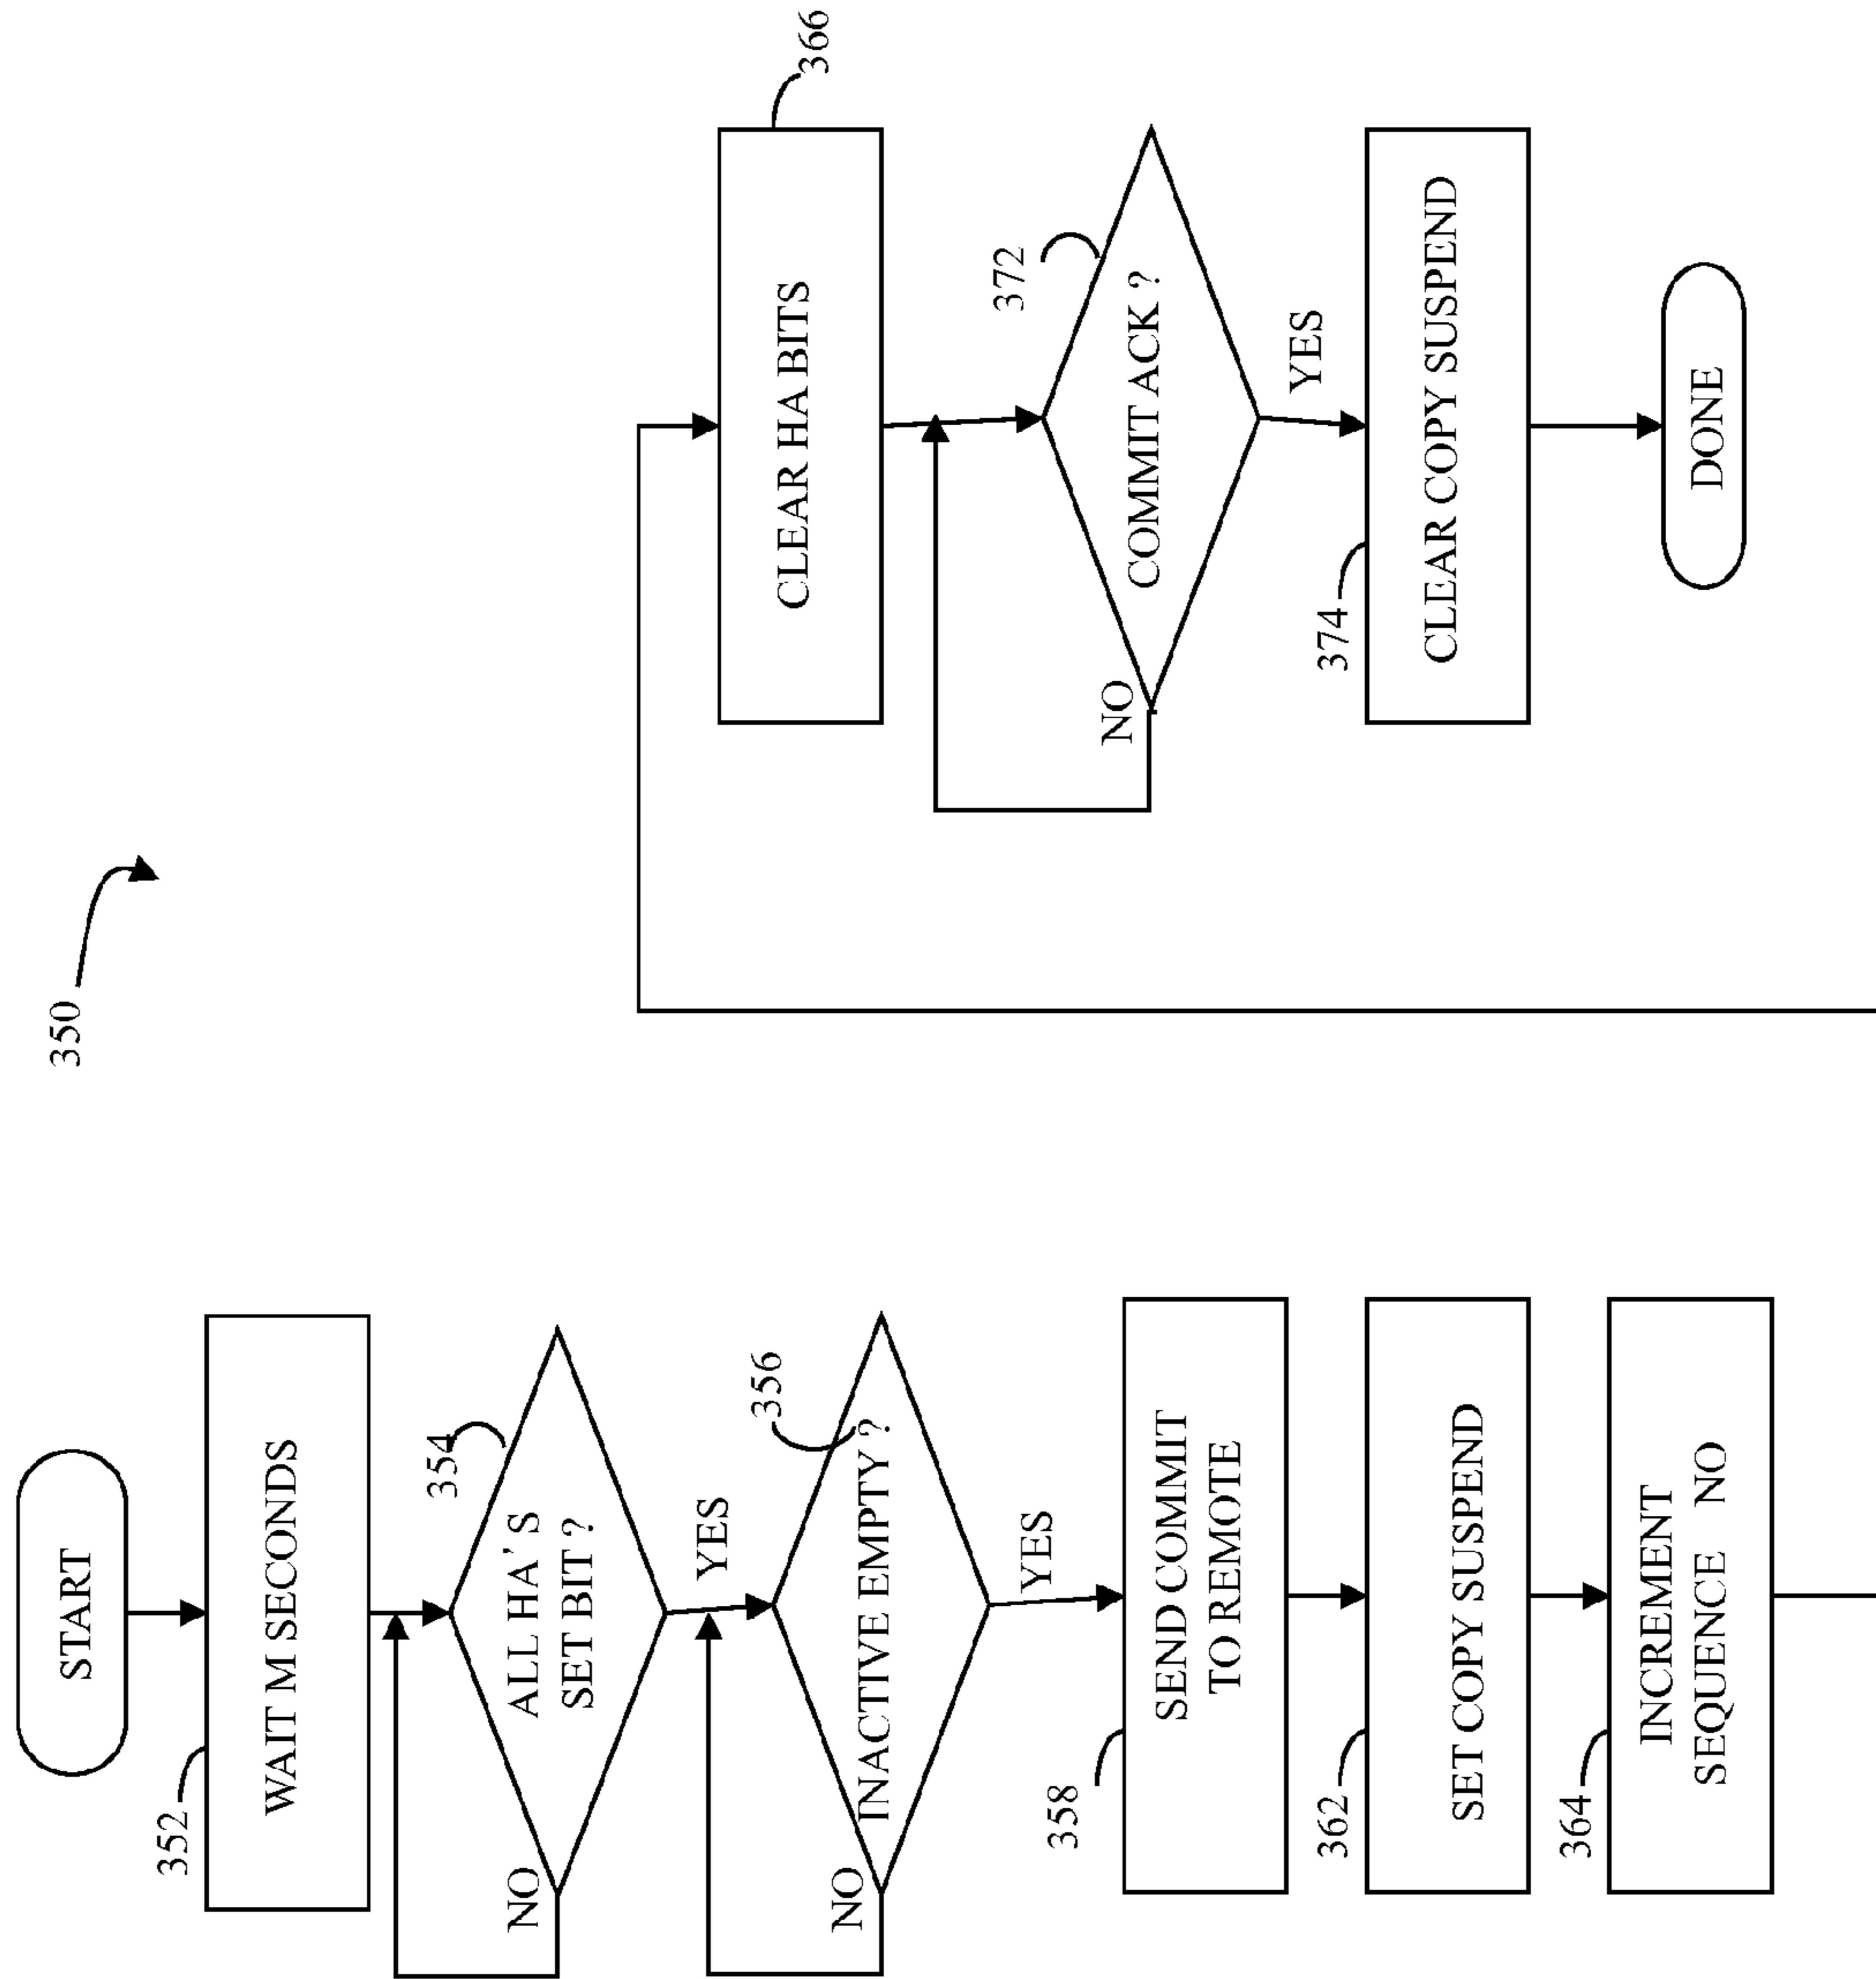 350
START
352
WAIT M SECONDS
354
ALL HA'S
SET BIT ?
NO
YES
356
INACTIVE EMPTY ?
NO
YES
358
SEND COMMIT
TO REMOTE
362
SET COPY SUSPEND
364
INCREMENT
SEQUENCE NO
366
CLEAR HA BITS
372
COMMIT ACK ?
NO
YES
374
CLEAR COPY SUSPEND
DONE